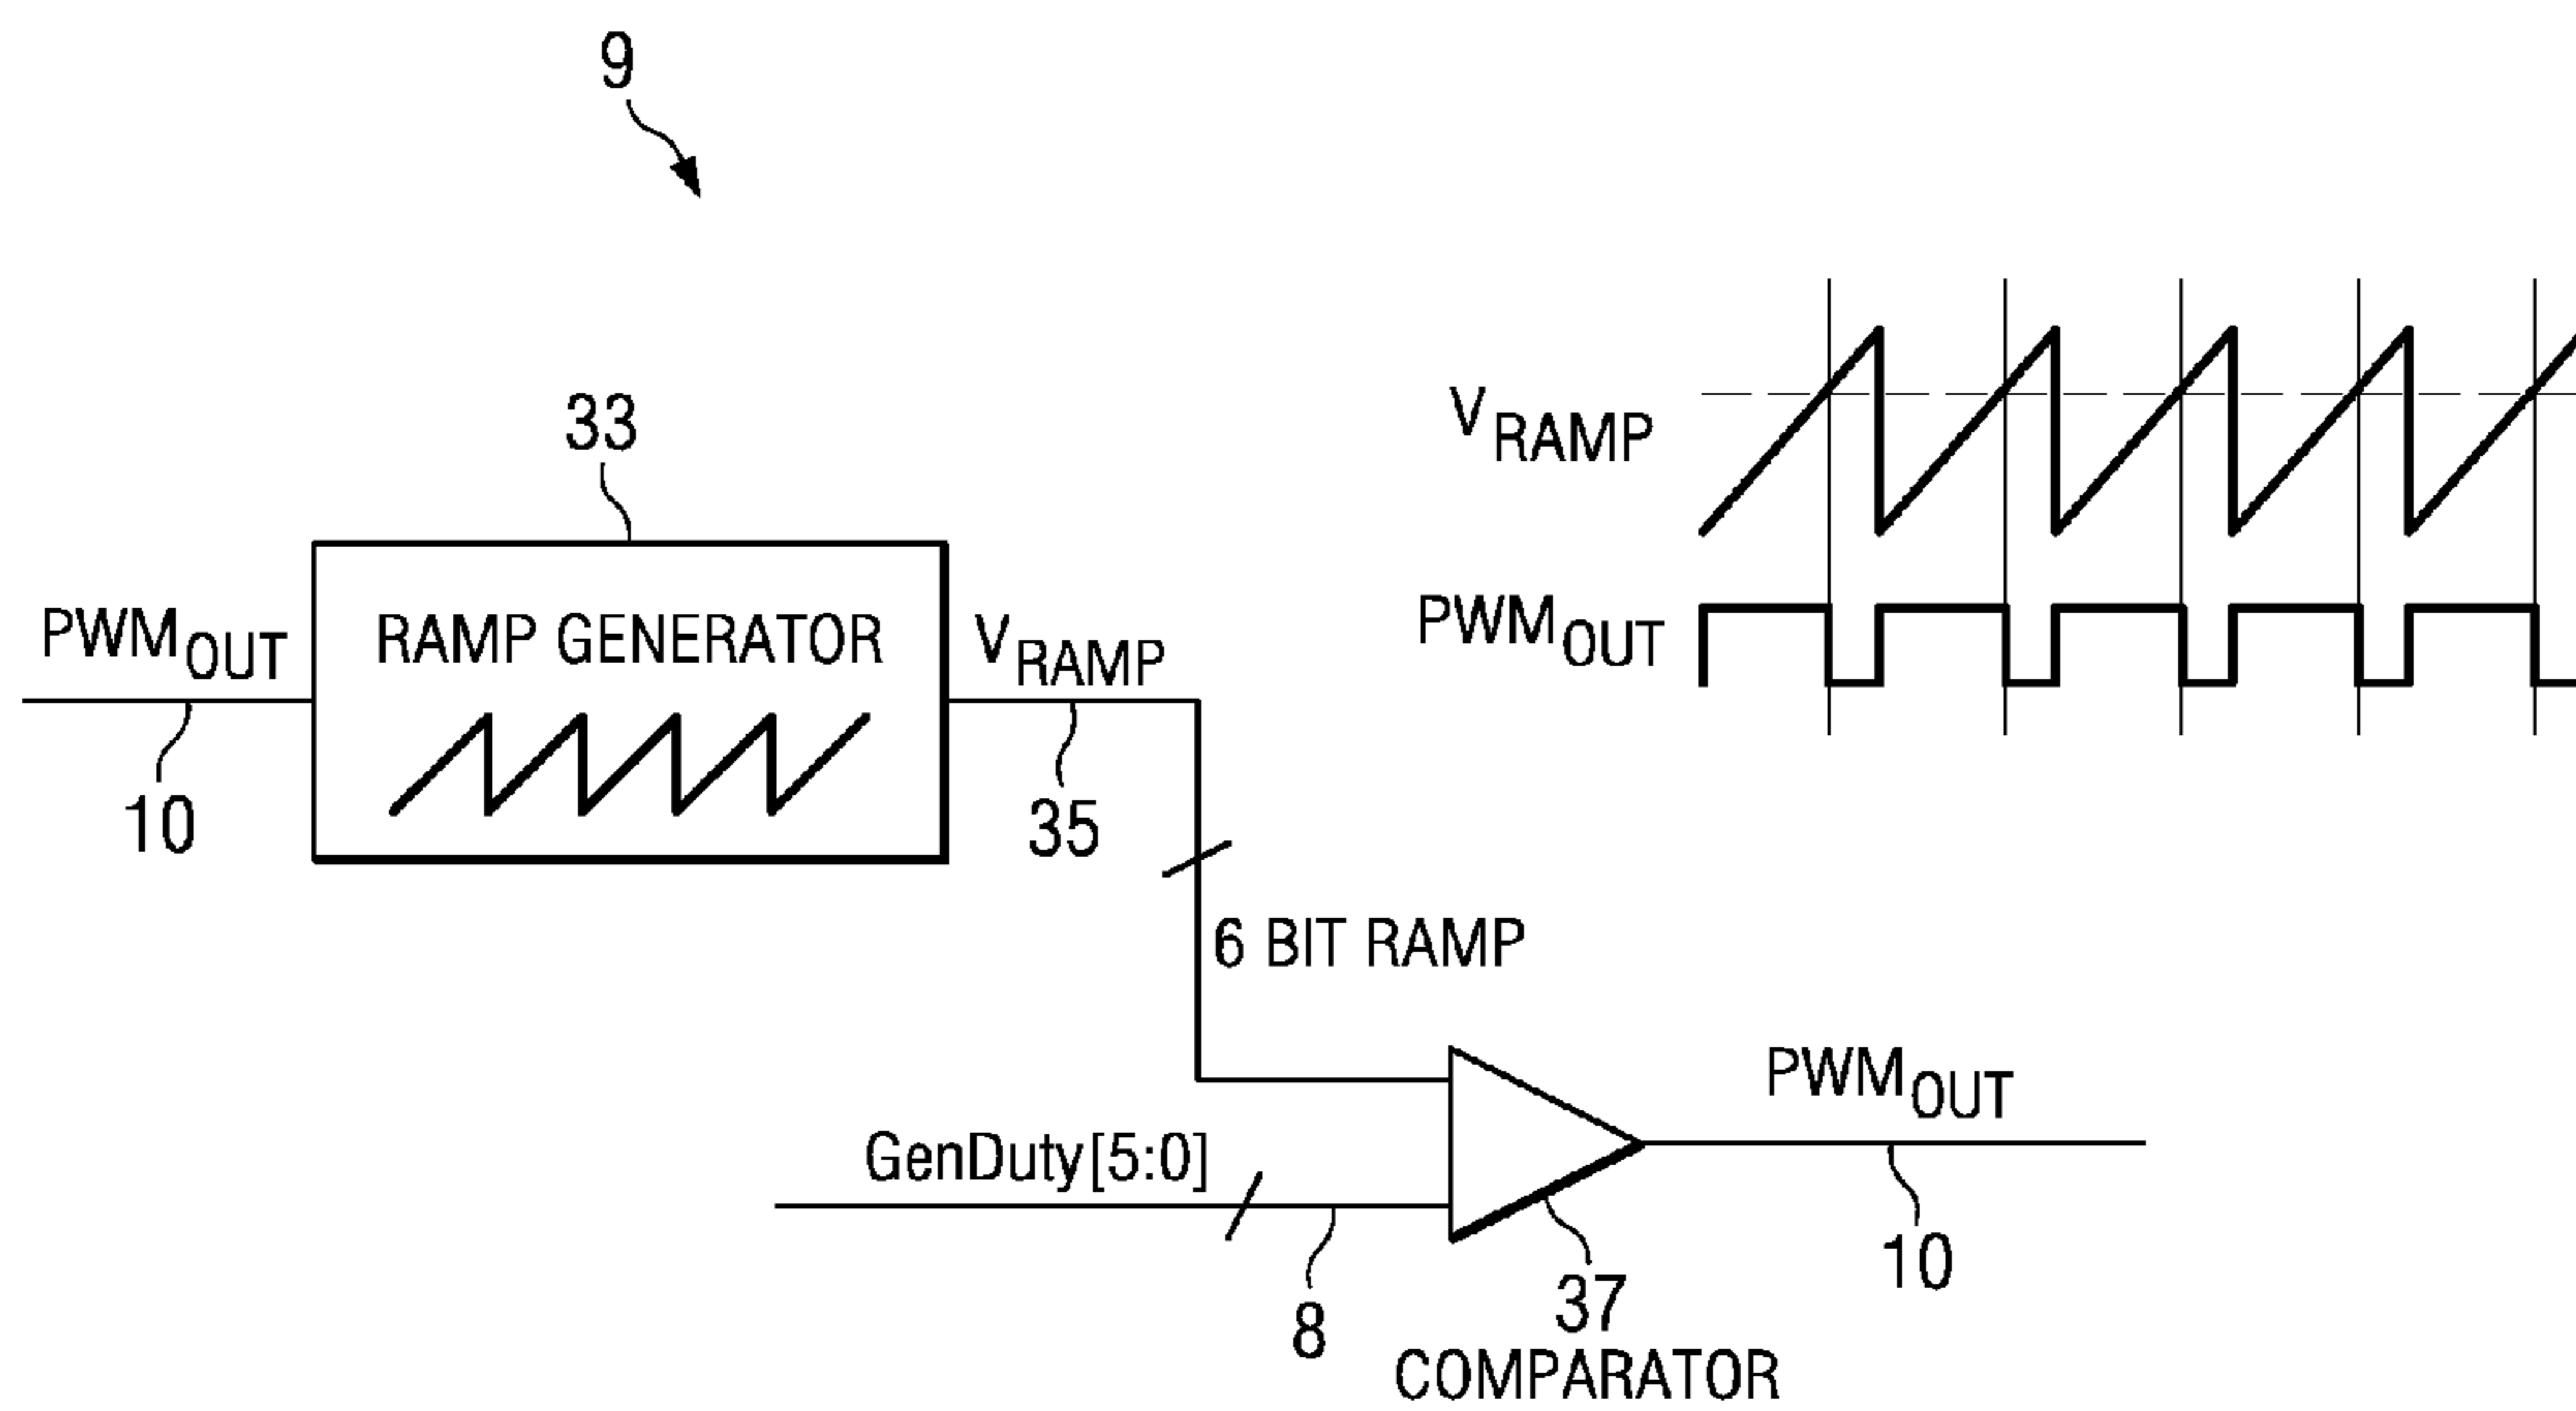 9
33
PWMOUT
RAMP GENERATOR
VRAMP
10
35
6 BIT RAMP
GenDuty[5:0]
8
37
COMPARATOR
PWMOUT
10
VRAMP
PWMOUT